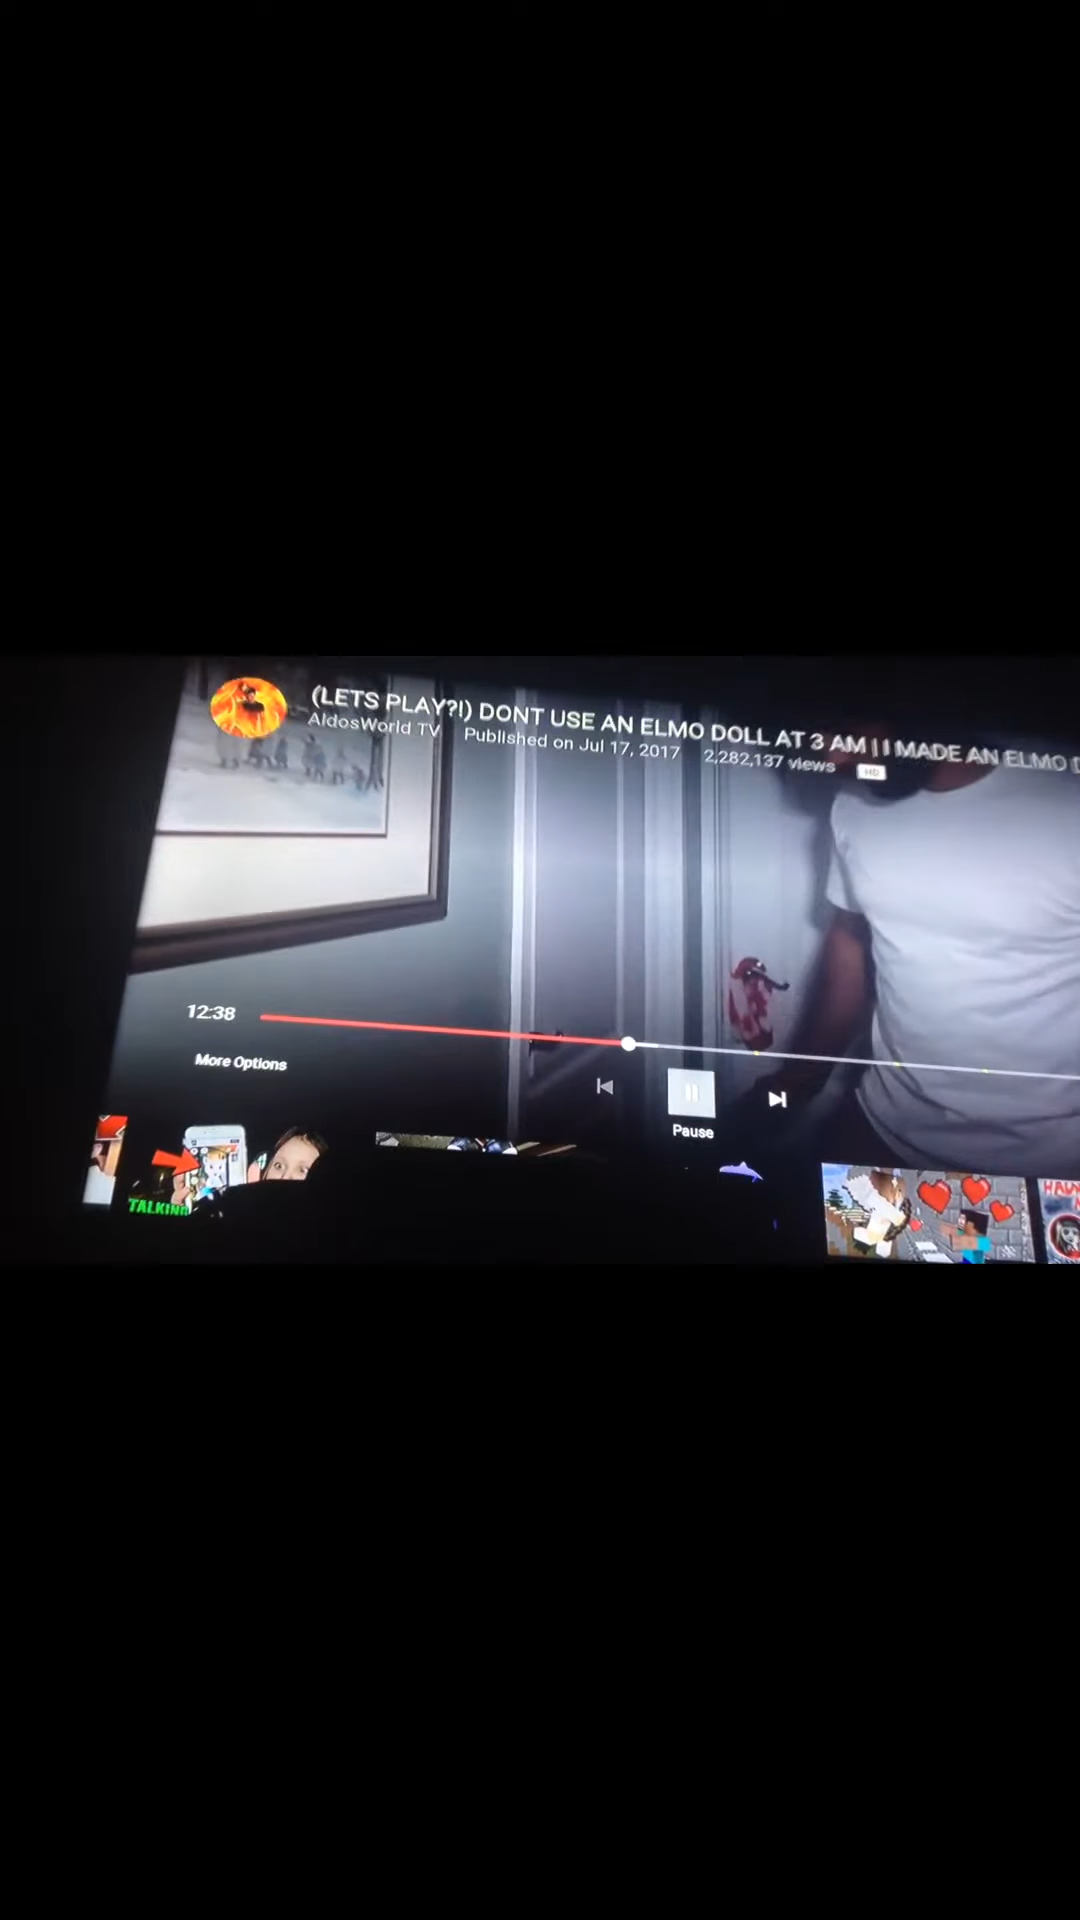 (LETS PLAY?!) DONT USE AN ELMO DOLL AT 3 AM | I MADE AN ELMO
AldosWorld TV Published on Jul 17, 2017 2,282,137 views HD
12:38
More Options
Pause
TALKING